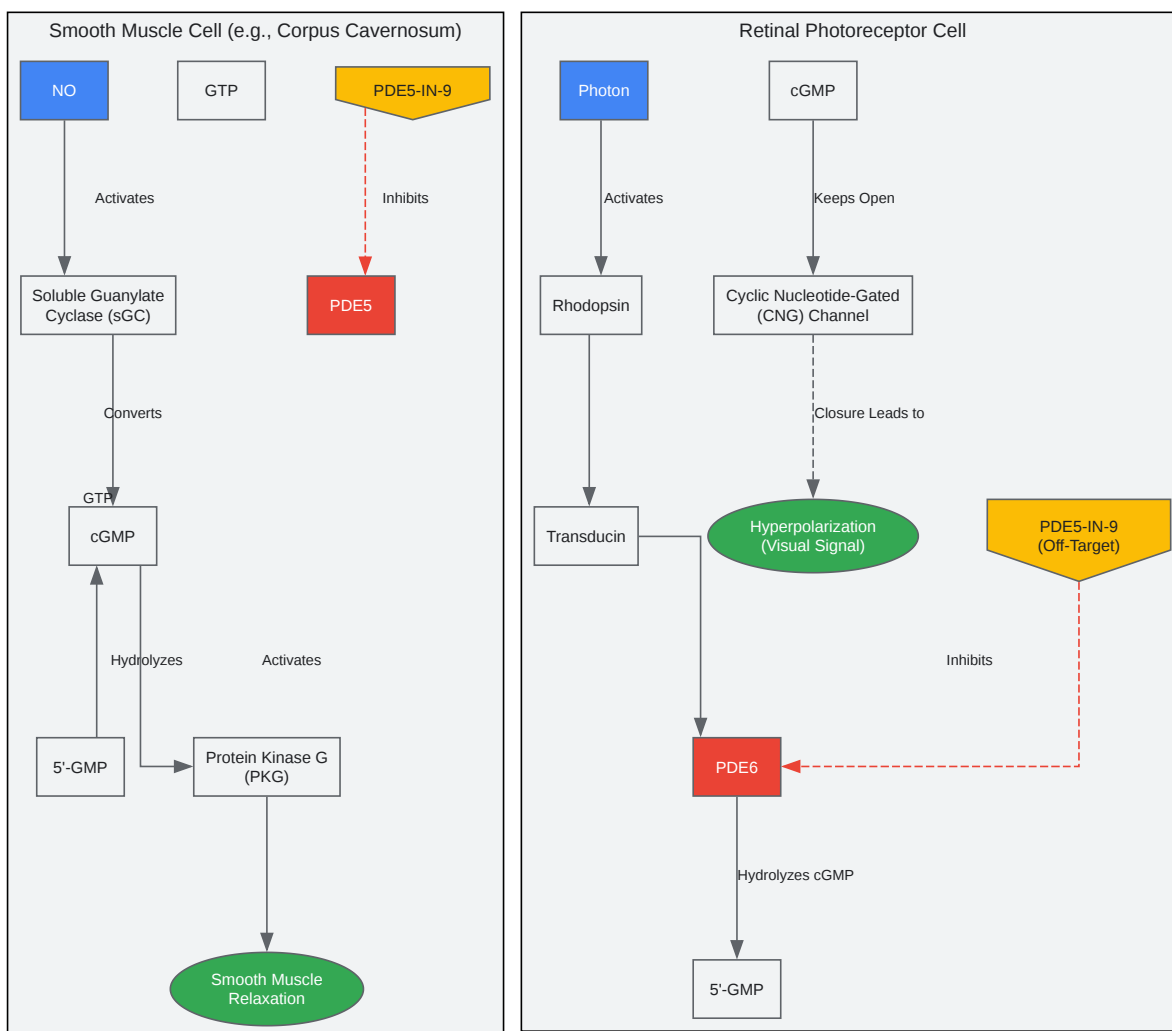 Smooth Muscle Cell (e.g., Corpus Cavernosum)
NO
GTP
PDE5-IN-9
Activates
Inhibits
Soluble Guanylate
Cyclase (sGC)
PDE5
Converts
GTP
cGMP
Hydrolyzes
Activates
5'-GMP
Protein Kinase G
(PKG)
Smooth Muscle
Relaxation
Retinal Photoreceptor Cell
Photon
cGMP
Activates
Keeps Open
Rhodopsin
Cyclic Nucleotide-Gated
(CNG) Channel
Closure Leads to
Transducin
Hyperpolarization
(Visual Signal)
PDE5-IN-9
(Off-Target)
Inhibits
PDE6
Hydrolyzes cGMP
5'-GMP